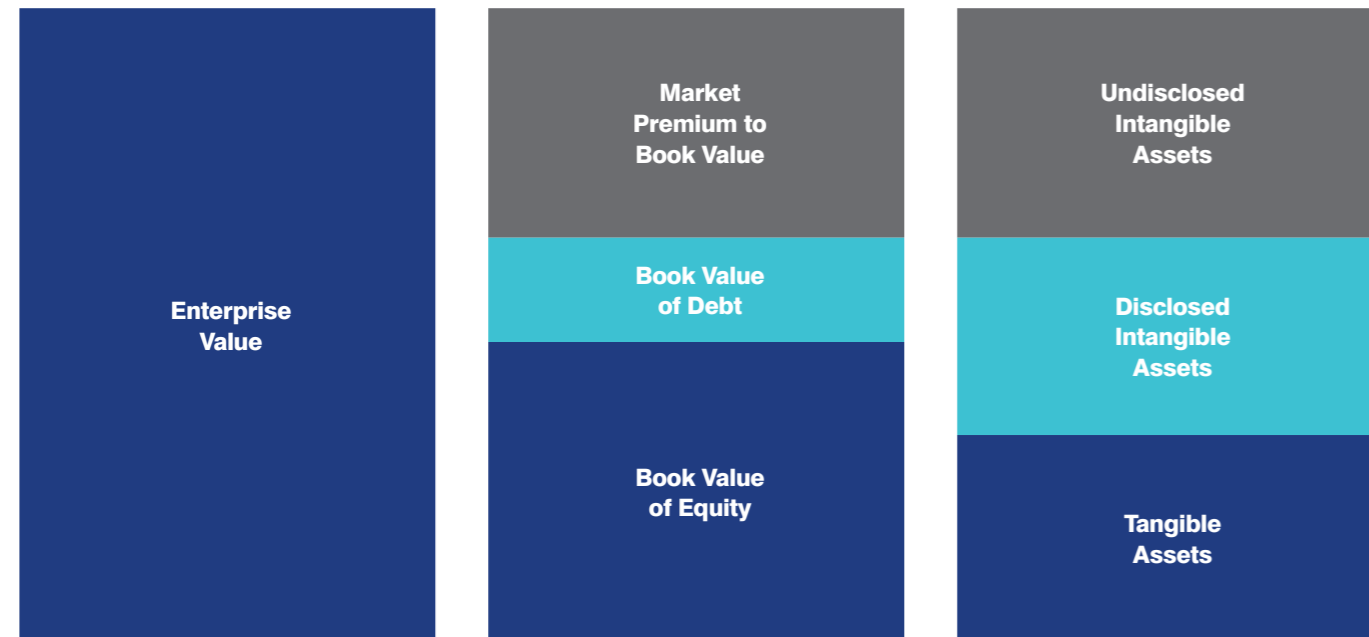 Enterprise
Value
Market
Premium to
Book Value
Book Value
of Debt
Book Value
of Equity
Undisclosed
Intangible
Assets
Disclosed
Intangible
Assets
Tangible
Assets